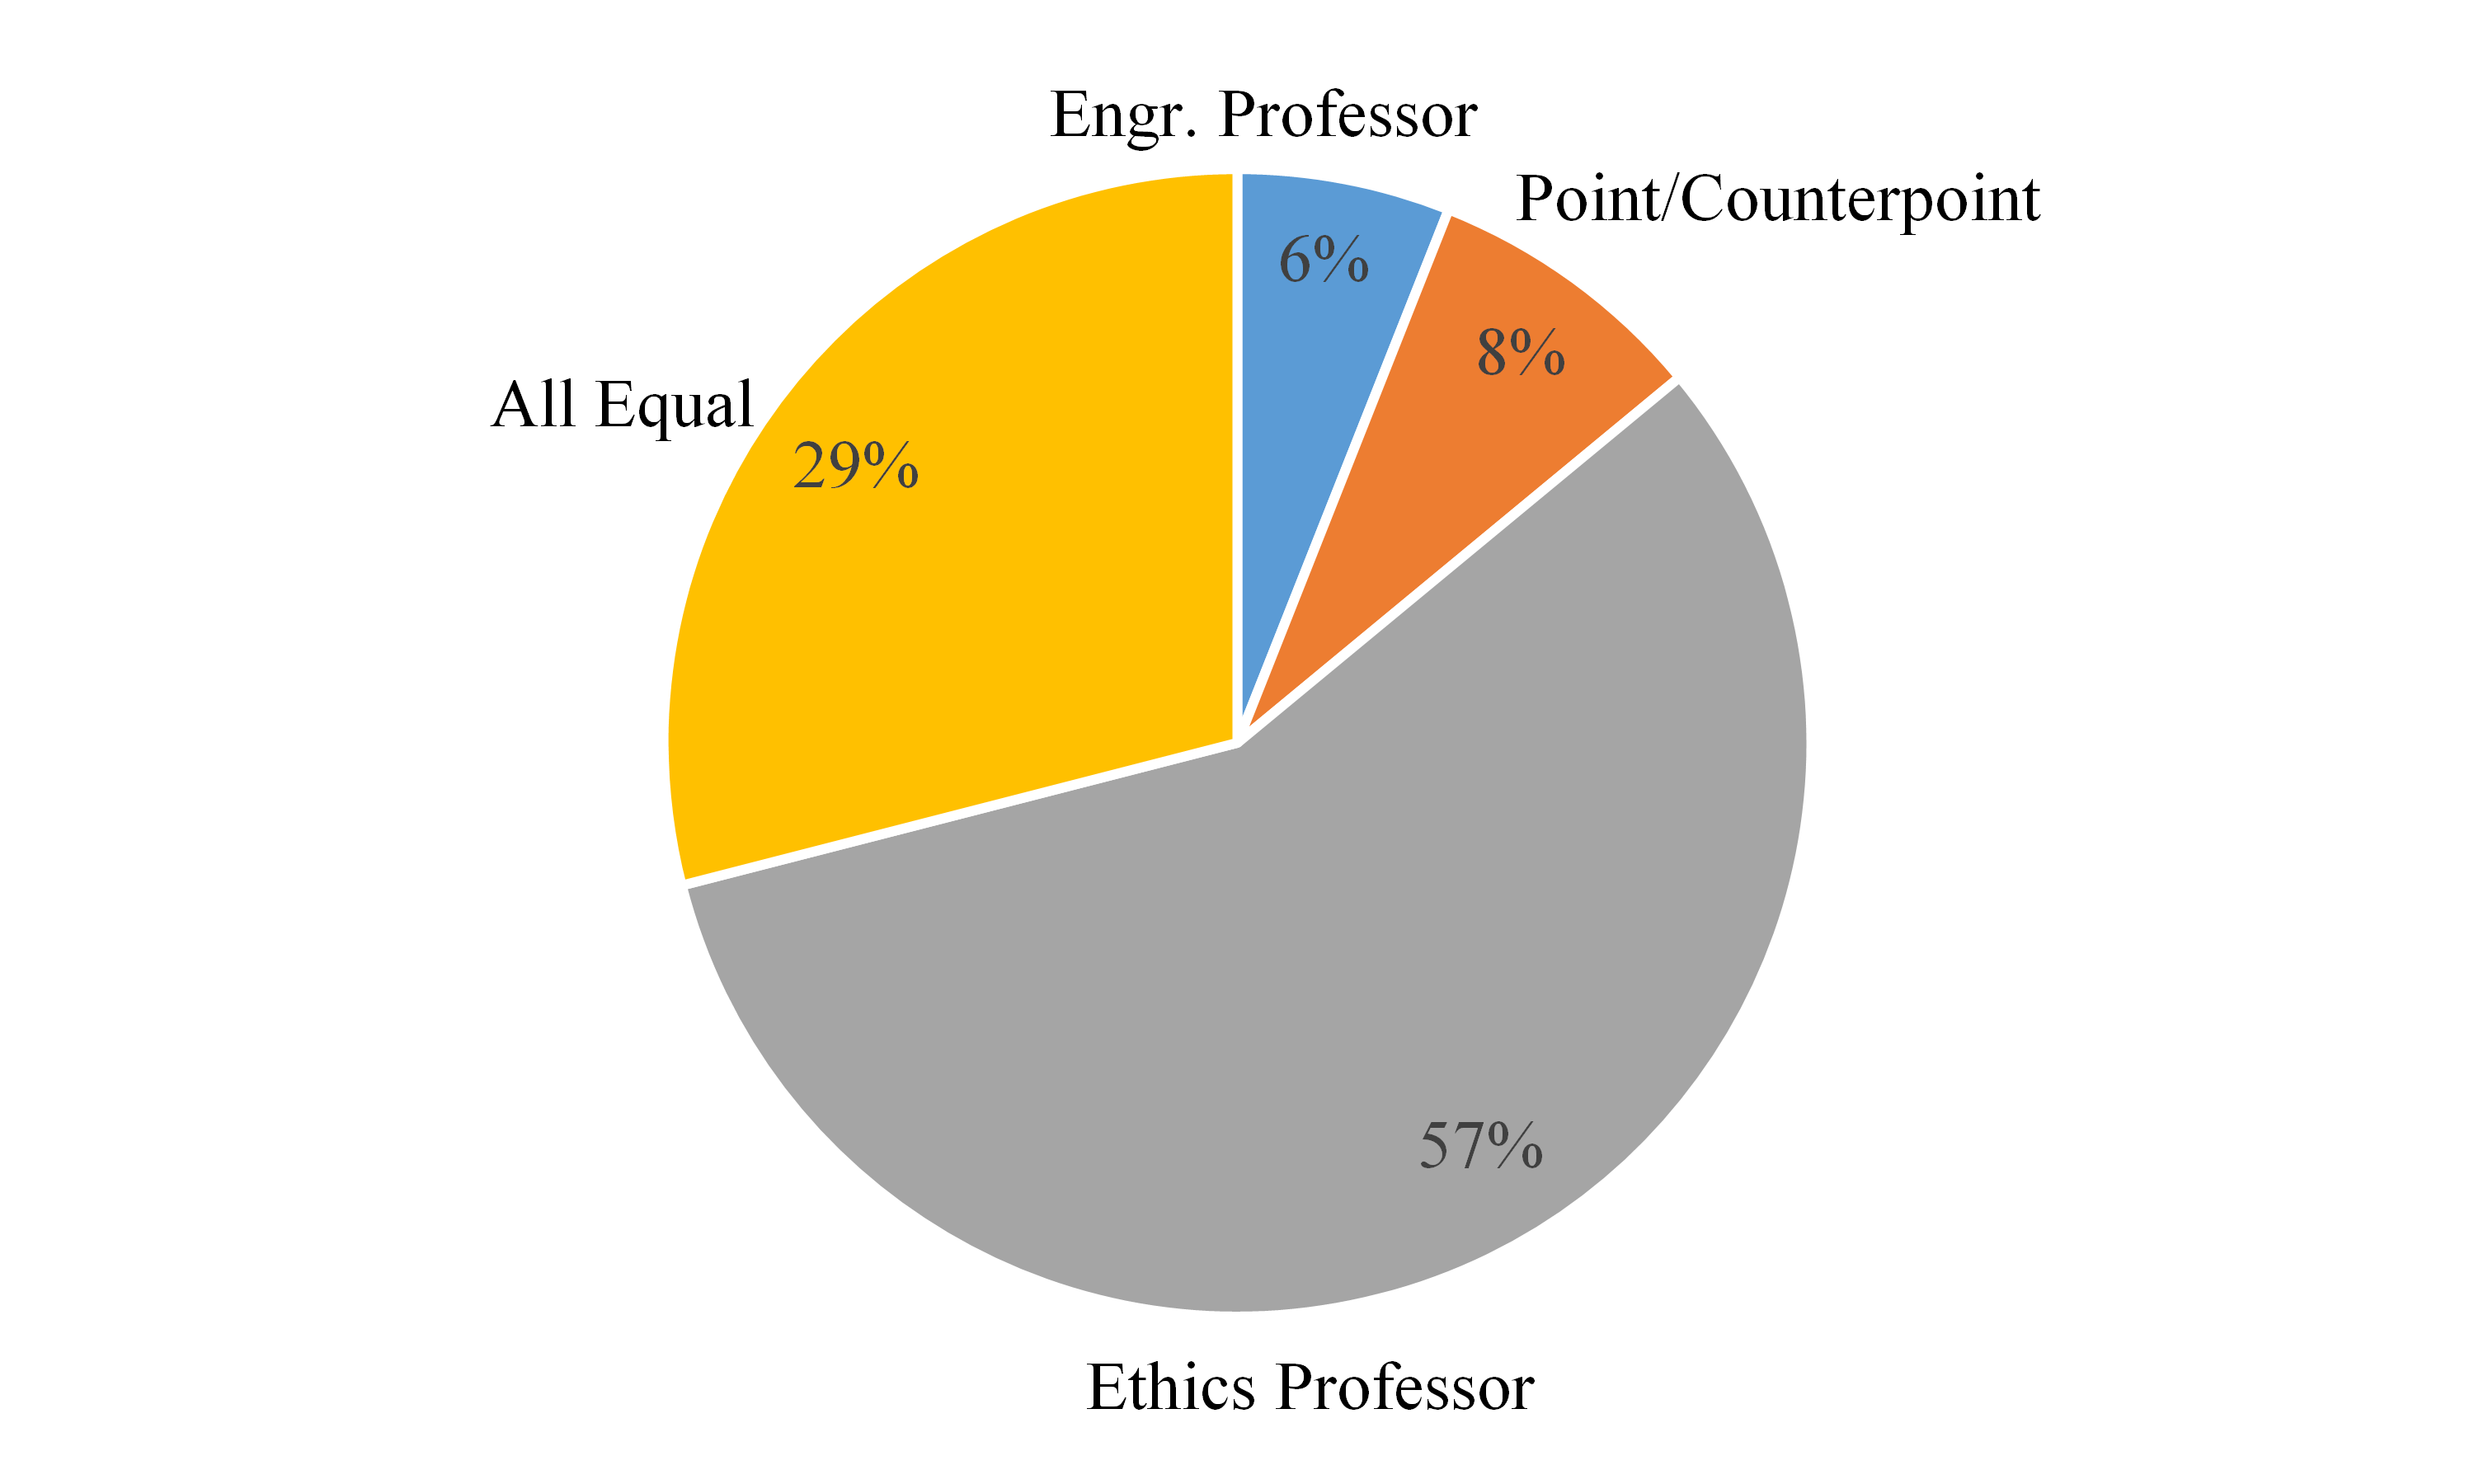 Engr. Professor
Point/Counterpoint
6%
8%
All Equal
29%
57%
Ethics Professor